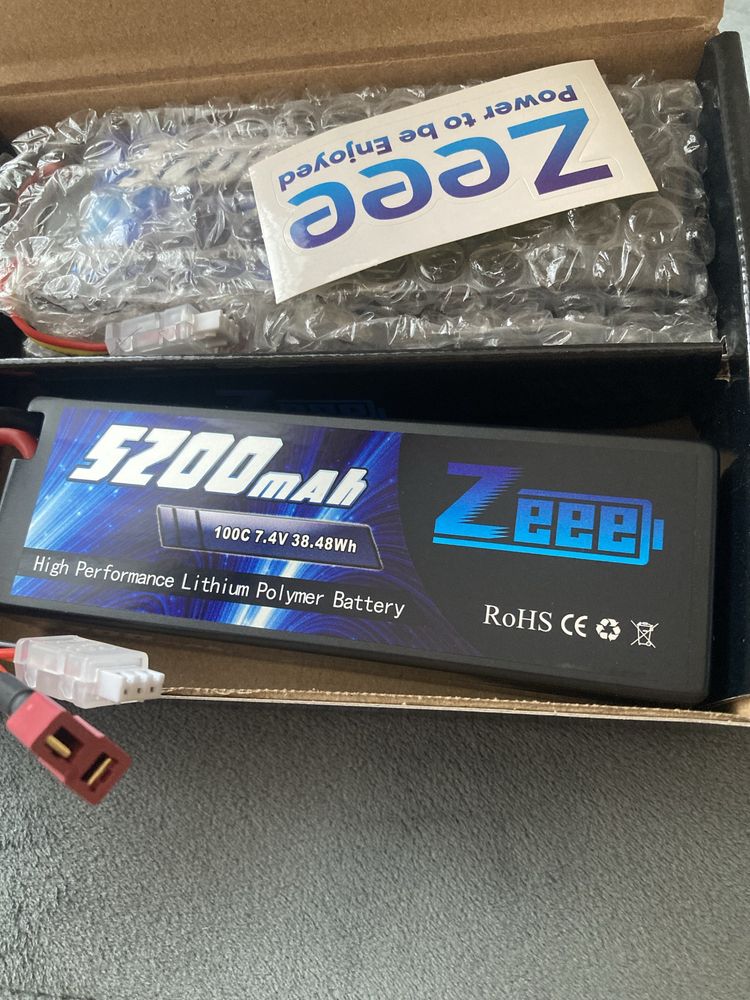 Zeee
Power to be Enjoyed
5200mAh
100C 7.4V 38.48Wh
High Performance Lithium Polymer Battery
Zeee
RoHS CE